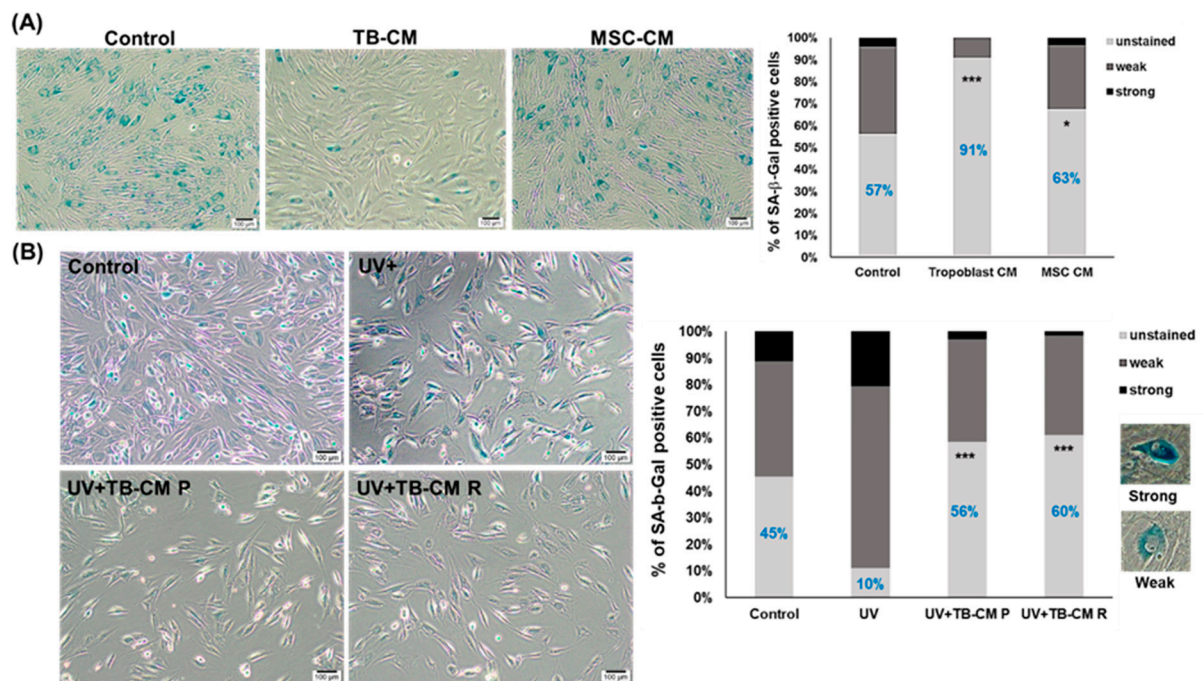 (A)
Control
TB-CM
MSC-CM
100 µm
100 µm
100 µm
% of SA-β-Gal positive cells
100%
90%
80%
70%
60%
50%
40%
30%
20%
10%
0%
***
*
57%
91%
63%
Control
Tropoblast CM
MSC CM
unstained
weak
strong
(B)
Control
UV+
100 µm
100 µm
UV+TB-CM P
UV+TB-CM R
100 µm
100 µm
% of SA-b-Gal positive cells
100%
90%
80%
70%
60%
50%
40%
30%
20%
10%
0%
***
***
45%
10%
56%
60%
Control
UV
UV+TB-CM P
UV+TB-CM R
unstained
weak
strong
Strong
Weak